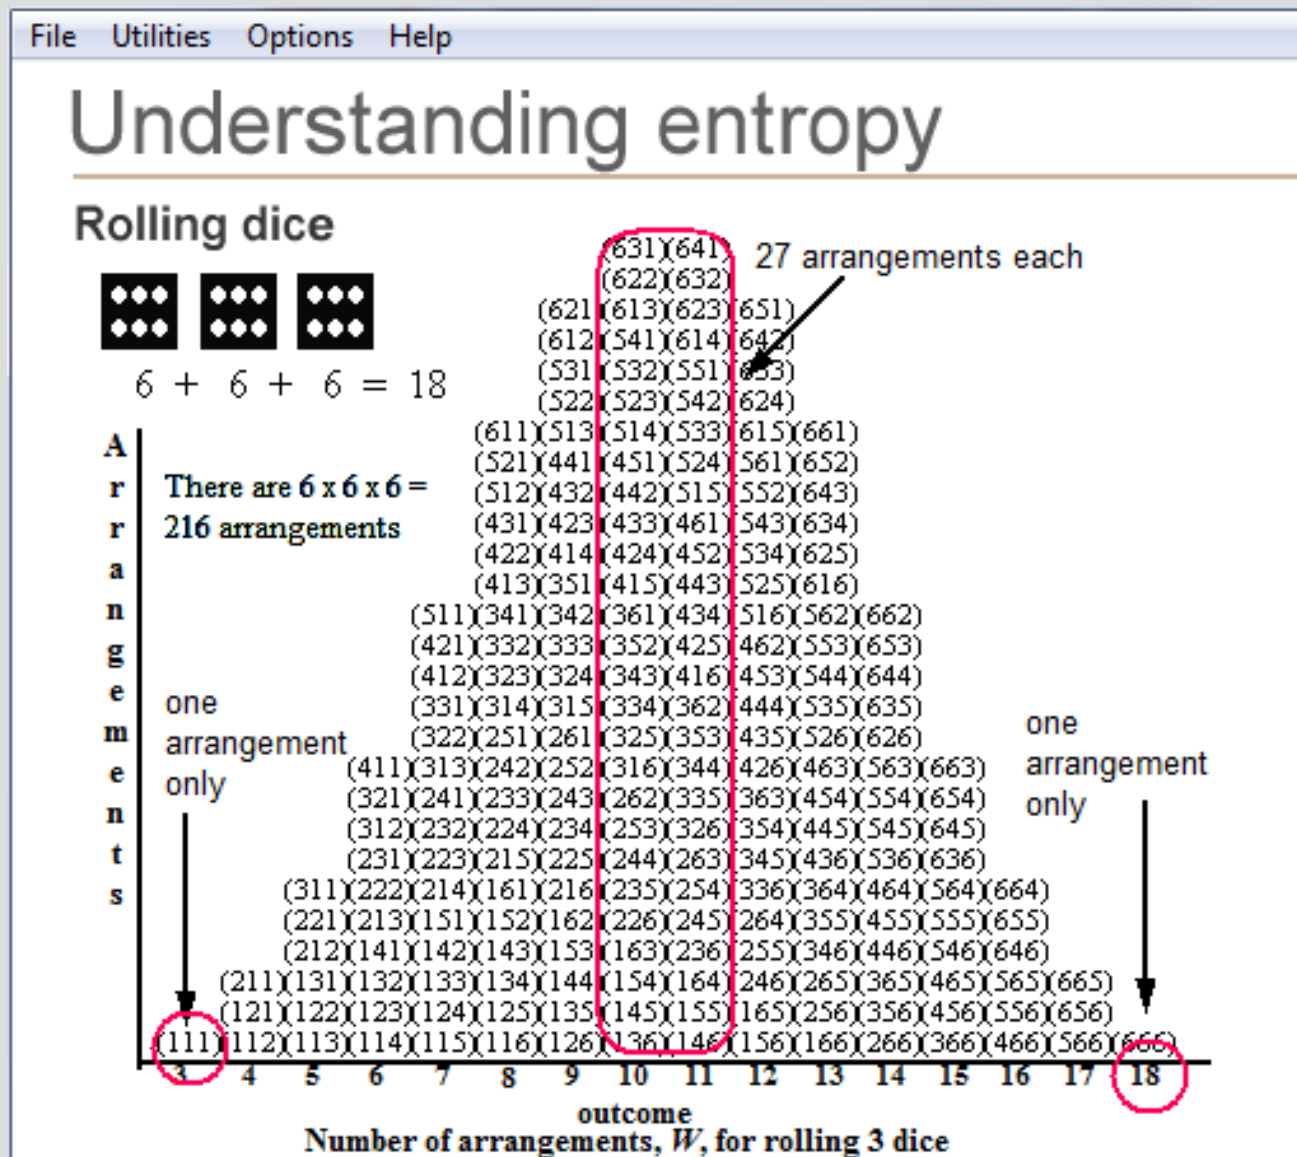 File Utilities Options Help
Understanding entropy
Rolling dice
6 + 6 + 6 = 18
27 arrangements each
Arrangements
There are 6 x 6 x 6 =
216 arrangements
one
arrangement
only
one
arrangement
only
(631)(641)
(622)(632)
(621)(613)(623)(651)
(612)(541)(614)(642)
(531)(532)(551)(633)
(522)(523)(542)(624)
(611)(513)(514)(533)(615)(661)
(521)(441)(451)(524)(561)(652)
(512)(432)(442)(515)(552)(643)
(431)(423)(433)(461)(543)(634)
(422)(414)(424)(452)(534)(625)
(413)(351)(415)(443)(525)(616)
(511)(341)(342)(361)(434)(516)(562)(662)
(421)(332)(333)(352)(425)(462)(553)(653)
(412)(323)(324)(343)(416)(453)(544)(644)
(331)(314)(315)(334)(362)(444)(535)(635)
(322)(251)(261)(325)(353)(435)(526)(626)
(411)(313)(242)(252)(316)(344)(426)(463)(563)(663)
(321)(241)(233)(243)(262)(335)(363)(454)(554)(654)
(312)(232)(224)(234)(253)(326)(354)(445)(545)(645)
(231)(223)(215)(225)(244)(263)(345)(436)(536)(636)
(311)(222)(214)(161)(216)(235)(254)(336)(364)(464)(564)(664)
(221)(213)(151)(152)(162)(226)(245)(264)(355)(455)(555)(655)
(212)(141)(142)(143)(153)(163)(236)(255)(346)(446)(546)(646)
(211)(131)(132)(133)(134)(144)(154)(164)(246)(265)(365)(465)(565)(665)
(121)(122)(123)(124)(125)(135)(145)(155)(165)(256)(356)(456)(556)(656)
(111)(112)(113)(114)(115)(116)(126)(136)(146)(156)(166)(266)(366)(466)(566)(666)
3 4 5 6 7 8 9 10 11 12 13 14 15 16 17 18
outcome
Number of arrangements, W, for rolling 3 dice